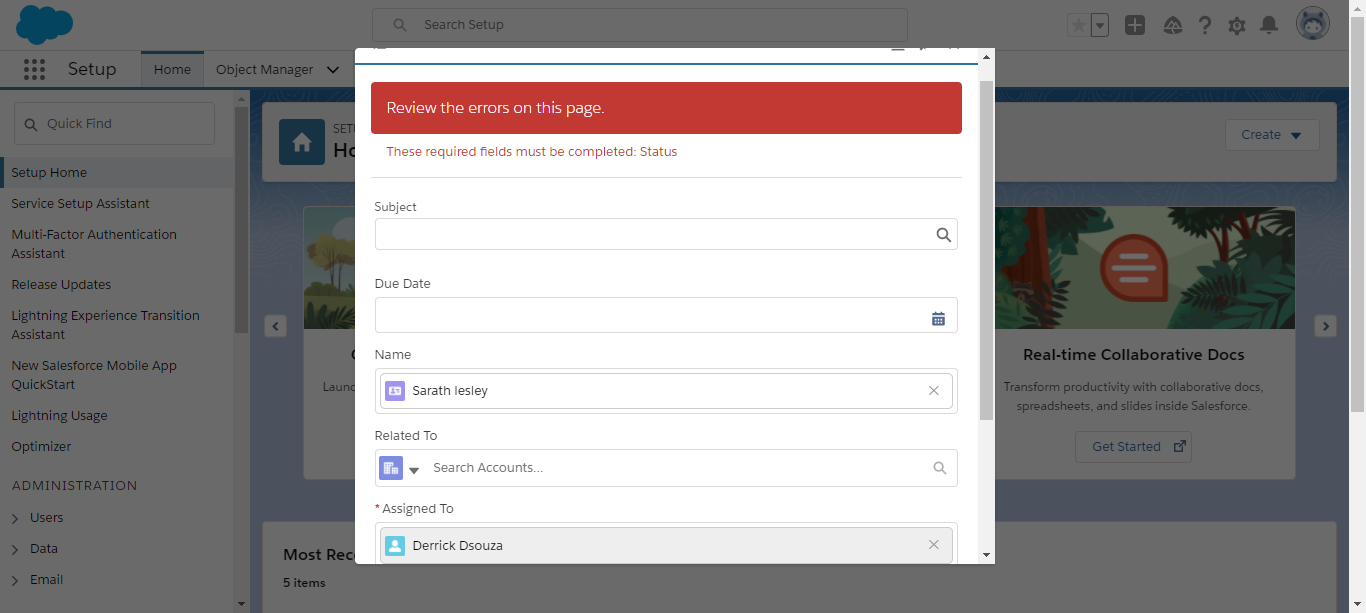 Search Setup
Setup
Home
Object Manager
Quick Find
Setup Home
Service Setup Assistant
Multi-Factor Authentication
Assistant
Release Updates
Lightning Experience Transition
Assistant
New Salesforce Mobile App
QuickStart
Lightning Usage
Optimizer
ADMINISTRATION
Users
Data
Email
SETU
Ho
Create
Review the errors on this page.
These required fields must be completed: Status
Subject
Due Date
Name
Sarath lesley
Related To
Search Accounts...
*Assigned To
Derrick Dsouza
Launc
Real-time Collaborative Docs
Transform productivity with collaborative docs,
spreadsheets, and slides inside Salesforce.
Get Started
Most Rece
5 items